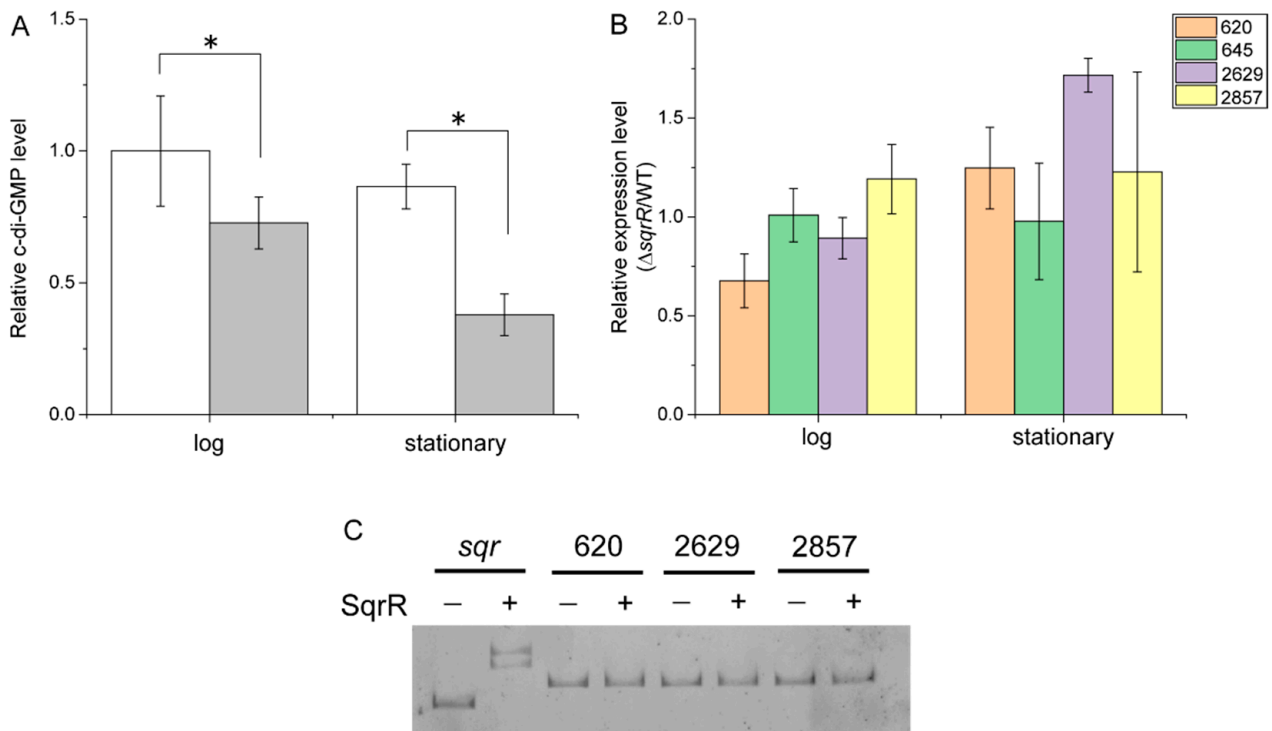 A
Relative c-di-GMP level
1.5
1.0
0.5
0.0
*
*
log
stationary
B
Relative expression level
(ΔsqrR/WT)
2.0
1.5
1.0
0.5
0.0
log
stationary
620
645
2629
2857
C
sqr 620 2629 2857
SqrR – + – + – + – +